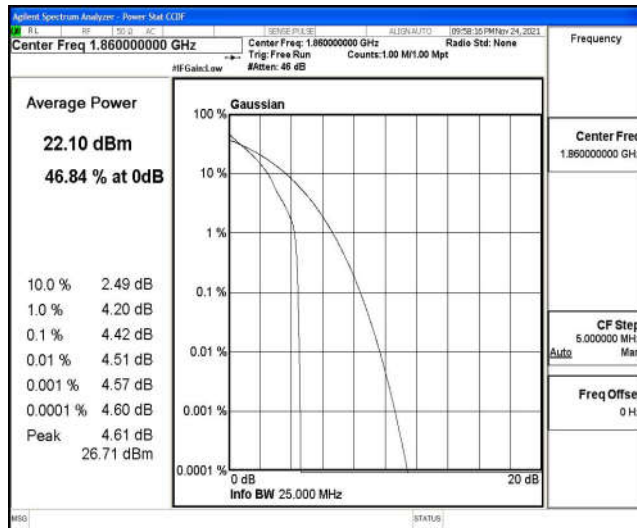 Agilent Spectrum Analyzer - Power Stat CCDF
RL RF 50 Ω AC SENSE:PULSE ALIGNAUTO 09:58:16 PM Nov 24, 2021
Center Freq 1.860000000 GHz
Center Freq: 1.860000000 GHz Radio Std: None
Trig: Free Run Counts:1.00 M/1.00 Mpt
#IFGain:Low #Atten: 46 dB
Frequency
Average Power
22.10 dBm
46.84 % at 0dB
10.0 % 2.49 dB
1.0 % 4.20 dB
0.1 % 4.42 dB
0.01 % 4.51 dB
0.001 % 4.57 dB
0.0001 % 4.60 dB
Peak 4.61 dB
26.71 dBm
Gaussian
100 %
10 %
1 %
0.1 %
0.01 %
0.001 %
0.0001 %
0 dB 20 dB
Info BW 25.000 MHz
Center Freq
1.860000000 GHz
CF Step
5.000000 MHz
Auto Man
Freq Offse
0 Hz
MSG STATUS